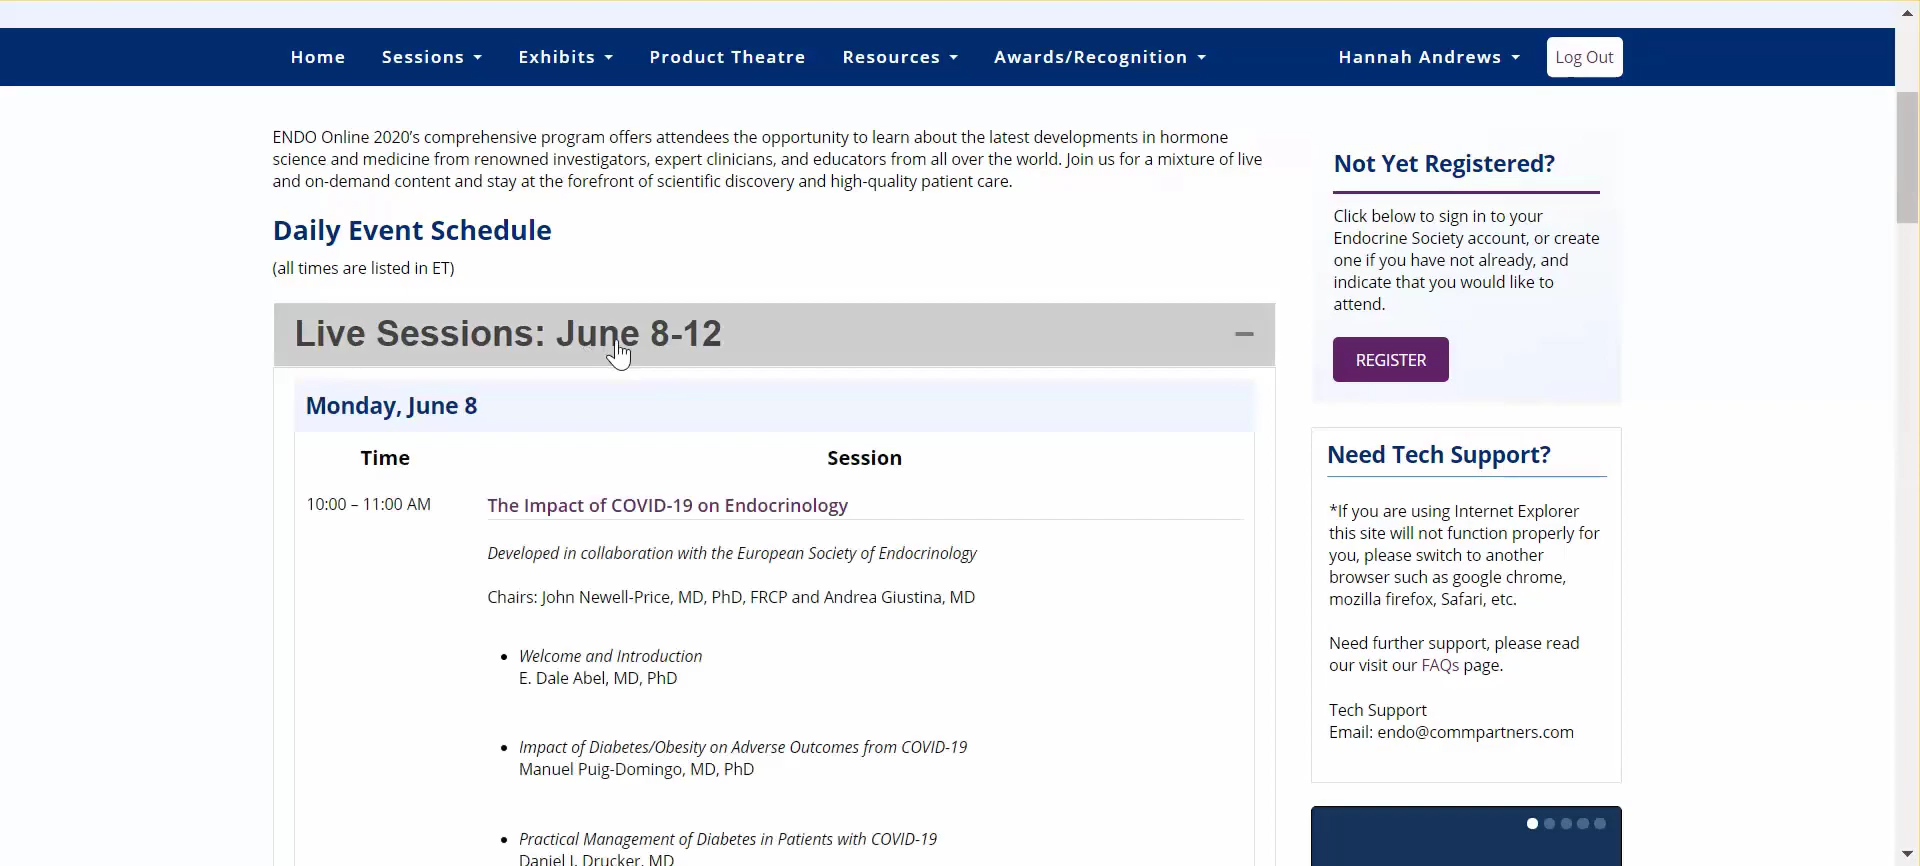 Home Sessions Exhibits Product Theatre Resources Awards/Recognition Hannah Andrews Log Out
ENDO Online 2020's comprehensive program offers attendees the opportunity to learn about the latest developments in hormone
science and medicine from renowned investigators, expert clinicians, and educators from all over the world. Join us for a mixture of live
and on-demand content and stay at the forefront of scientific discovery and high-quality patient care.
Daily Event Schedule
(all times are listed in ET)
Live Sessions: June 8-12
Monday, June 8
Time Session
10:00 – 11:00 AM The Impact of COVID-19 on Endocrinology
Developed in collaboration with the European Society of Endocrinology
Chairs: John Newell-Price, MD, PhD, FRCP and Andrea Giustina, MD
• Welcome and Introduction
E. Dale Abel, MD, PhD
• Impact of Diabetes/Obesity on Adverse Outcomes from COVID-19
Manuel Puig-Domingo, MD, PhD
• Practical Management of Diabetes in Patients with COVID-19
Daniel J. Drucker, MD
Not Yet Registered?
Click below to sign in to your
Endocrine Society account, or create
one if you have not already, and
indicate that you would like to
attend.
REGISTER
Need Tech Support?
*If you are using Internet Explorer
this site will not function properly for
you, please switch to another
browser such as google chrome,
mozilla firefox, Safari, etc.
Need further support, please read
our visit our FAQs page.
Tech Support
Email: endo@commpartners.com